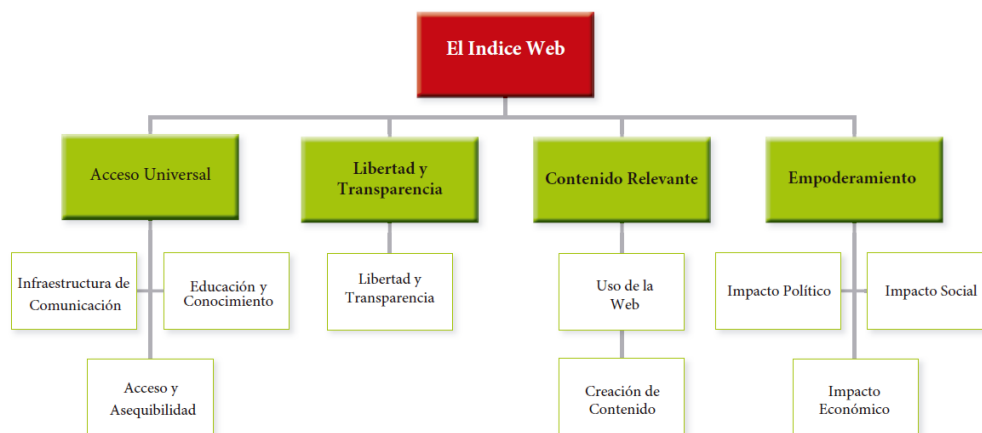 El Indice Web
Acceso Universal
Libertad y
Transparencia
Contenido Relevante
Empoderamiento
Infraestructura de
Comunicación
Educación y
Conocimiento
Acceso y
Asequibilidad
Libertad y
Transparencia
Uso de la
Web
Creación de
Contenido
Impacto Político
Impacto Social
Impacto
Económico